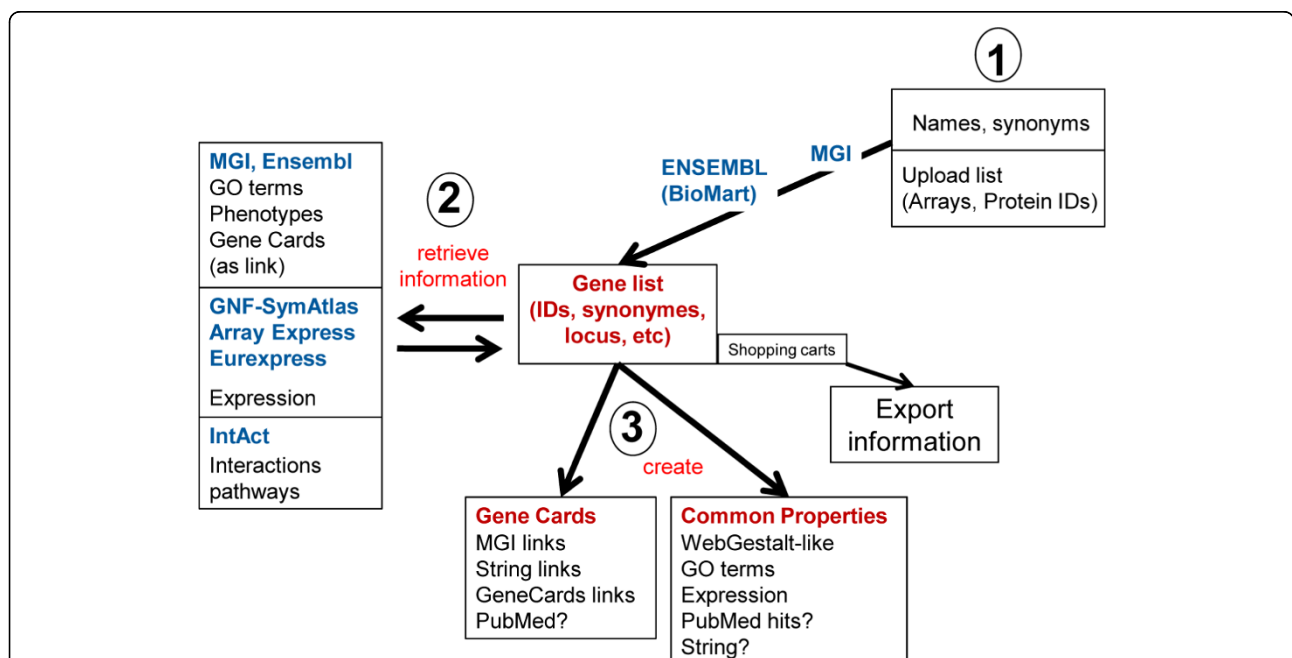 1
Names, synonyms
Upload list
(Arrays, Protein IDs)
MGI
ENSEMBL
(BioMart)
MGI, Ensembl
GO terms
Phenotypes
Gene Cards
(as link)
GNF-SymAtlas
Array Express
Eurexpress
Expression
IntAct
Interactions
pathways
2
retrieve
information
Gene list
(IDs, synonymes,
locus, etc)
Shopping carts
Export
information
3
create
Gene Cards
MGI links
String links
GeneCards links
PubMed?
Common Properties
WebGestalt-like
GO terms
Expression
PubMed hits?
String?